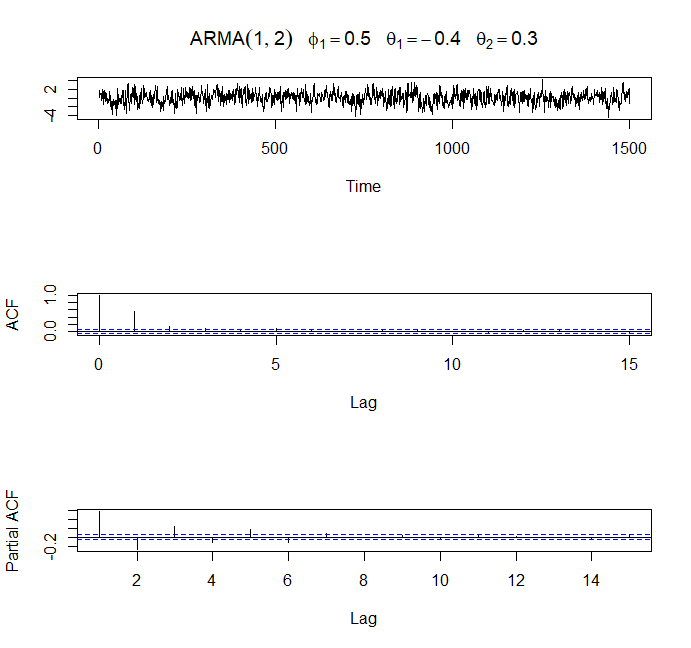 ARMA(1, 2) ϕ1 = 0.5 θ1 = −0.4 θ2 = 0.3
2
-4
0 500 1000 1500
Time
ACF
1.0
0.0
0 5 10 15
Lag
Partial ACF
-0.2
2 4 6 8 10 12 14
Lag